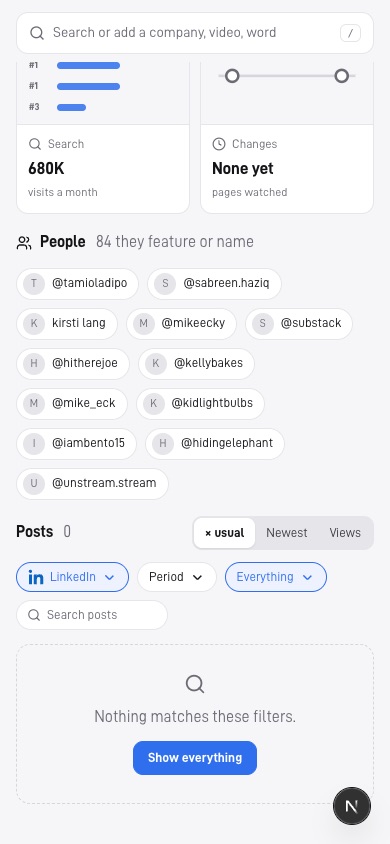 Search or add a company, video, word /
#1
#1
#3
Search
680K
visits a month
Changes
None yet
pages watched
People 84 they feature or name
T @tamioladipo S @sabreen.haziq
K kirsti lang M @mikeecky S @substack
H @hitherejoe K @kellybakes
M @mike_eck K @kidlightbulbs
I @iambento15 H @hidingelephant
U @unstream.stream
Posts 0 × usual Newest Views
in LinkedIn Period Everything
Search posts
Nothing matches these filters.
Show everything
N